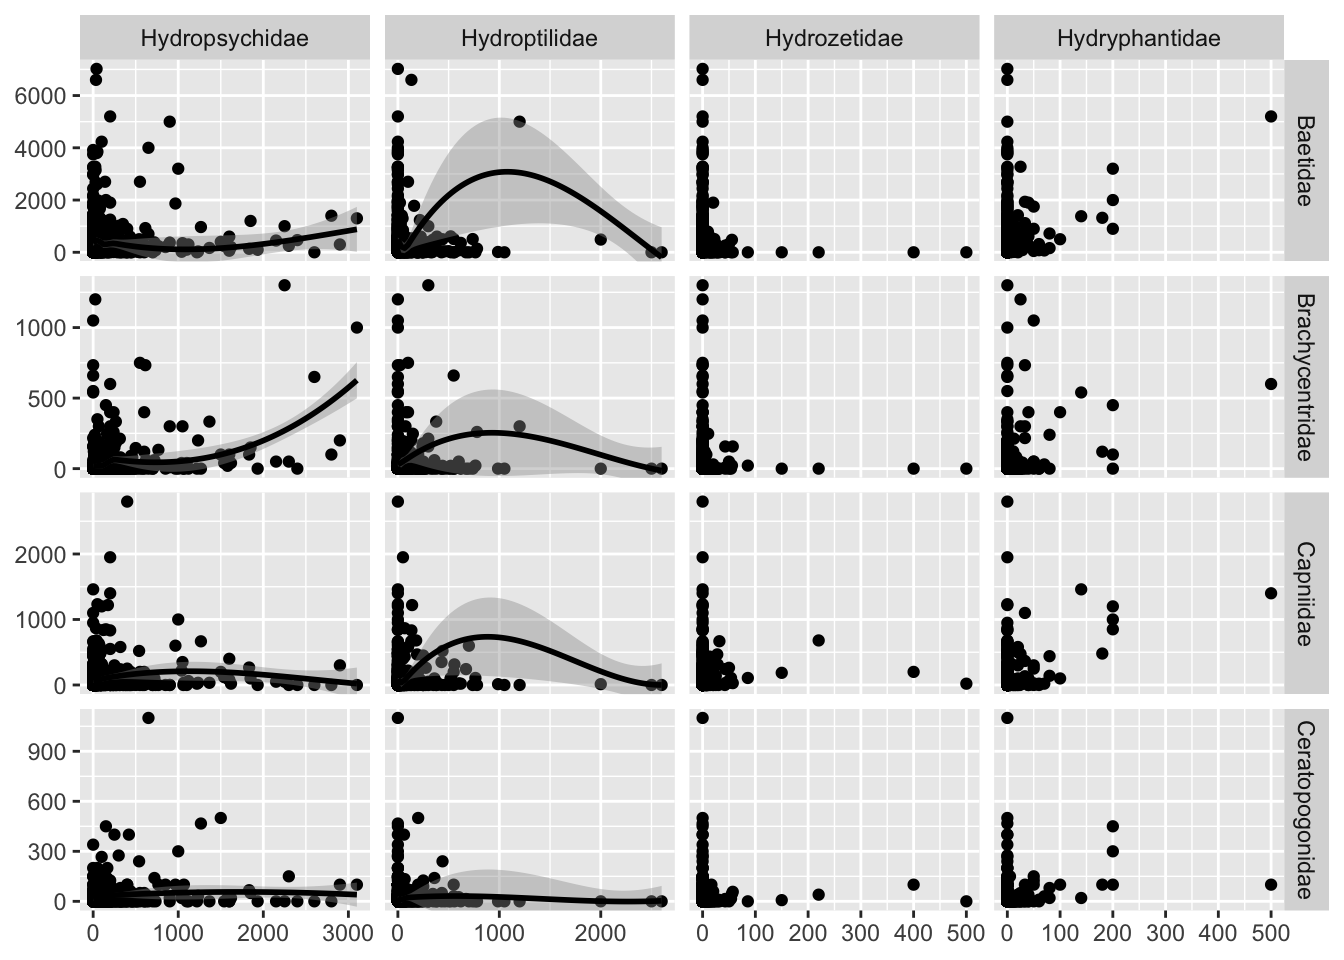 Hydropsychidae Hydroptilidae Hydrozetidae Hydryphantidae
6000
4000
2000
0
Baetidae
1000
500
0
Brachycentridae
2000
1000
0
Capniidae
900
600
300
0
Ceratopogonidae
0 1000 2000 3000 0 1000 2000 0 100 200 300 400 500 0 100 200 300 400 500